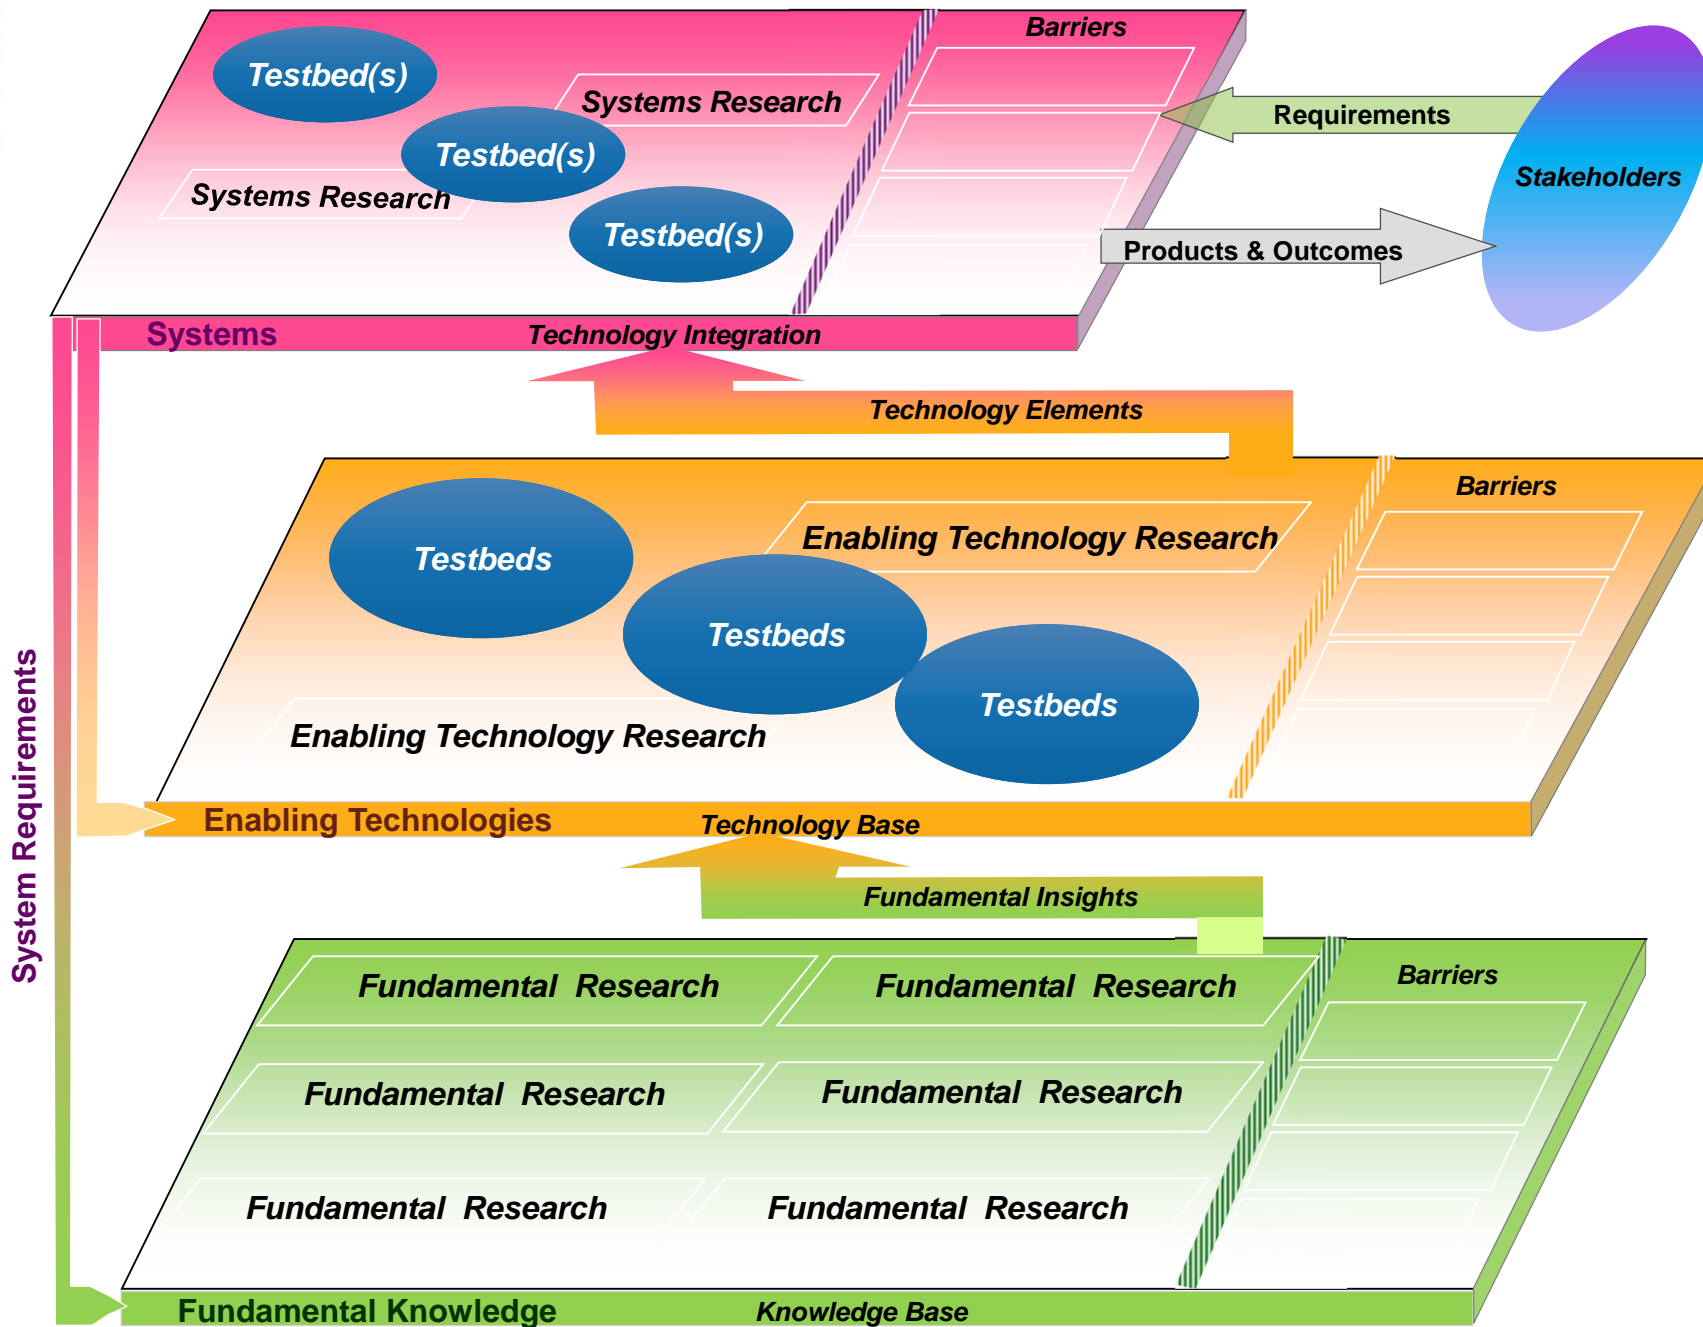 Barriers
Testbed(s)
Systems Research
Requirements
Testbed(s)
Stakeholders
Systems Research
Testbed(s)
Products & Outcomes
Systems
Technology Integration
Technology Elements
Barriers
Enabling Technology Research
Testbeds
Testbeds
Testbeds
Enabling Technology Research
System Requirements
Enabling Technologies
Technology Base
Fundamental Insights
Barriers
Fundamental Research
Fundamental Research
Fundamental Research
Fundamental Research
Fundamental Research
Fundamental Research
Fundamental Knowledge
Knowledge Base